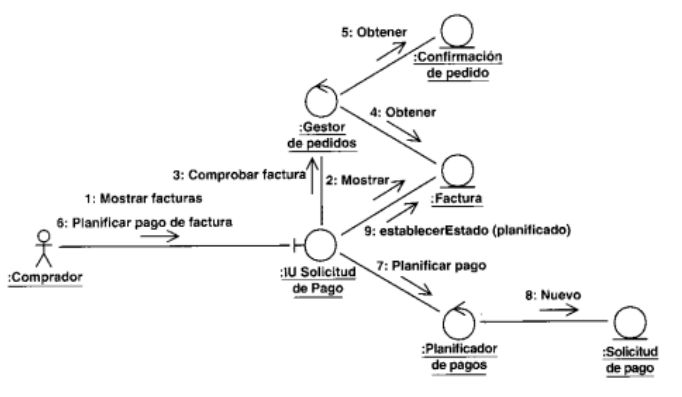 5: Obtener
:Confirmación
de pedido
4: Obtener
:Gestor
de pedidos
3: Comprobar factura
2: Mostrar
1: Mostrar facturas
:Factura
6: Planificar pago de factura
9: establecerEstado (planificado)
:Comprador
:IU Solicitud
de Pago
7: Planificar pago
8: Nuevo
:Planificador
de pagos
:Solicitud
de pago